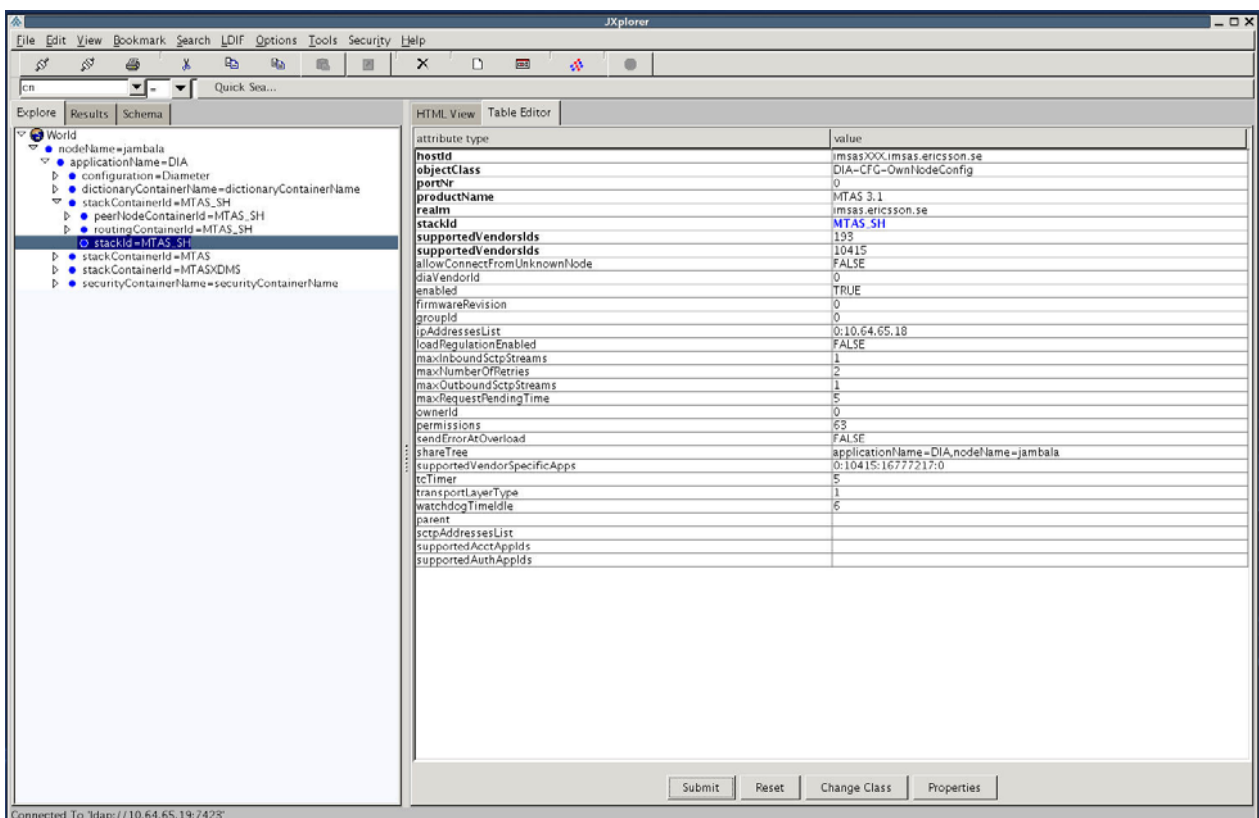 JXplorer
File Edit View Bookmark Search LDIF Options Tools Security Help
cn = Quick Sea...
Explore Results Schema
World
nodeName=jambala
applicationName=DIA
configuration=Diameter
dictionaryContainerName=dictionaryContainerName
stackContainerId=MTAS_SH
peerNodeContainerId=MTAS_SH
routingContainerId=MTAS_SH
stackId=MTAS_SH
stackContainerId=MTAS
stackContainerId=MTASXDMS
securityContainerName=securityContainerName
HTML View Table Editor
attribute type value
hostId imsasXXX.imsas.ericsson.se
objectClass DIA-CFG-OwnNodeConfig
portNr 0
productName MTAS 3.1
realm imsas.ericsson.se
stackId MTAS_SH
supportedVendorsIds 193
supportedVendorsIds 10415
allowConnectFromUnknownNode FALSE
diaVendorId 0
enabled TRUE
firmwareRevision 0
groupId 0
ipAddressesList 0:10.64.65.18
loadRegulationEnabled FALSE
maxInboundSctpStreams 1
maxNumberOfRetries 2
maxOutboundSctpStreams 1
maxRequestPendingTime 5
ownerId 0
permissions 63
sendErrorAtOverload FALSE
shareTree applicationName=DIA,nodeName=jambala
supportedVendorSpecificApps 0:10415:16777217:0
tcTimer 5
transportLayerType 1
watchdogTimeIdle 6
parent
sctpAddressesList
supportedAcctAppIds
supportedAuthAppIds
Submit Reset Change Class Properties
Connected To 'ldap://10.64.65.19:7423'